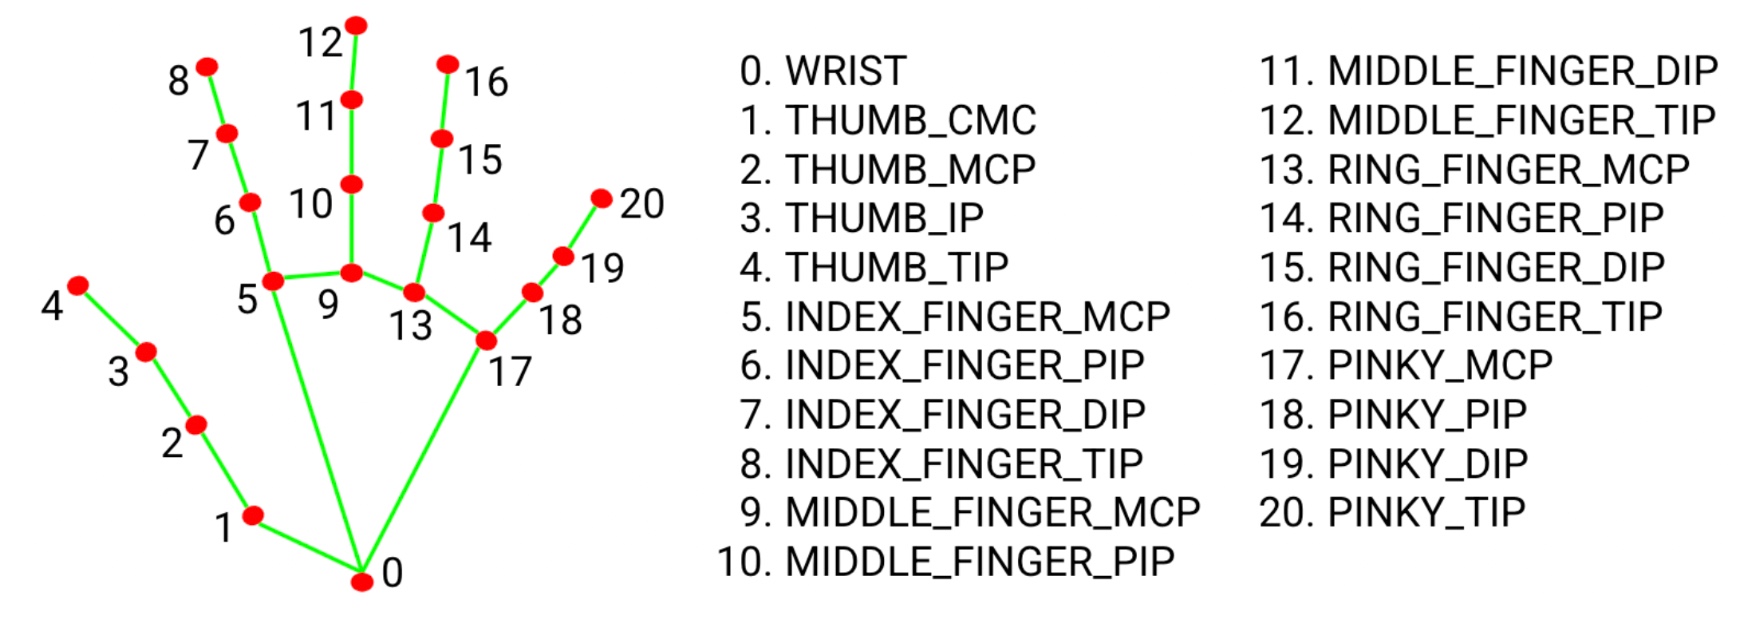 12
8
16
11
7
15
10
6
14
20
4
5
9
13
19
18
3
17
2
1
0
0. WRIST
1. THUMB_CMC
2. THUMB_MCP
3. THUMB_IP
4. THUMB_TIP
5. INDEX_FINGER_MCP
6. INDEX_FINGER_PIP
7. INDEX_FINGER_DIP
8. INDEX_FINGER_TIP
9. MIDDLE_FINGER_MCP
10. MIDDLE_FINGER_PIP
11. MIDDLE_FINGER_DIP
12. MIDDLE_FINGER_TIP
13. RING_FINGER_MCP
14. RING_FINGER_PIP
15. RING_FINGER_DIP
16. RING_FINGER_TIP
17. PINKY_MCP
18. PINKY_PIP
19. PINKY_DIP
20. PINKY_TIP